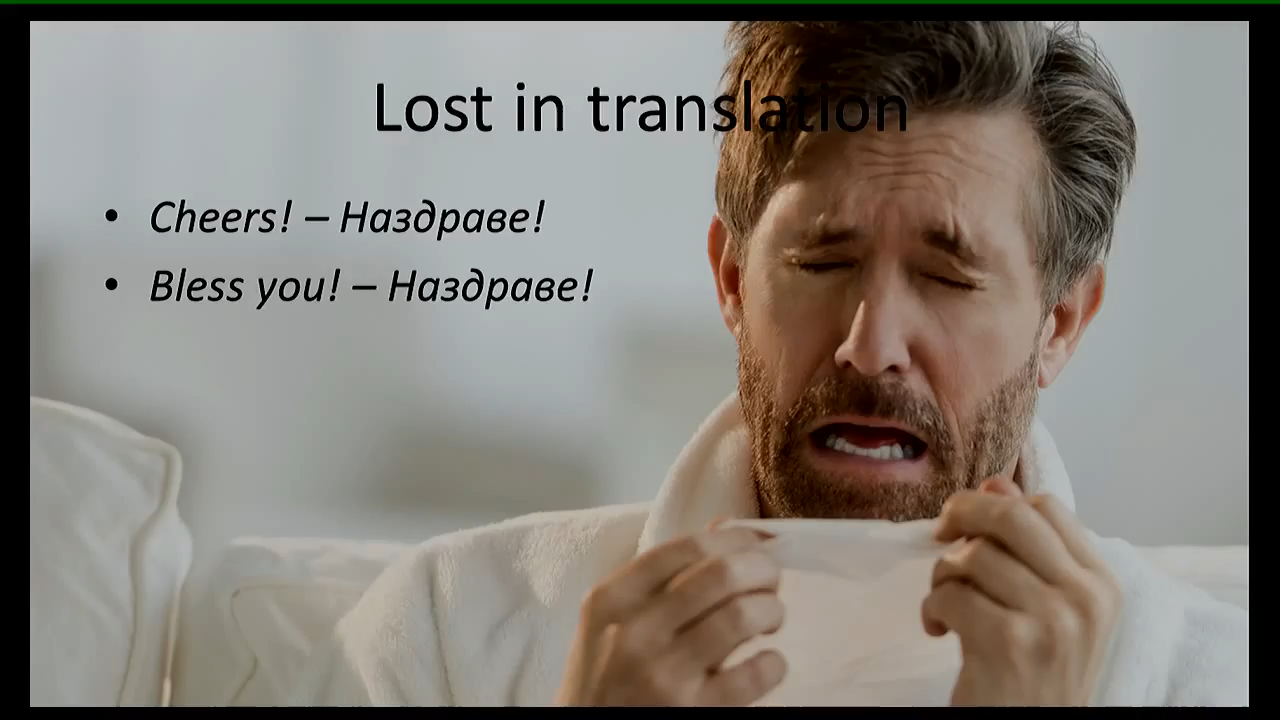 Lost in translation
• Cheers! – Наздраве!
• Bless you! – Наздраве!